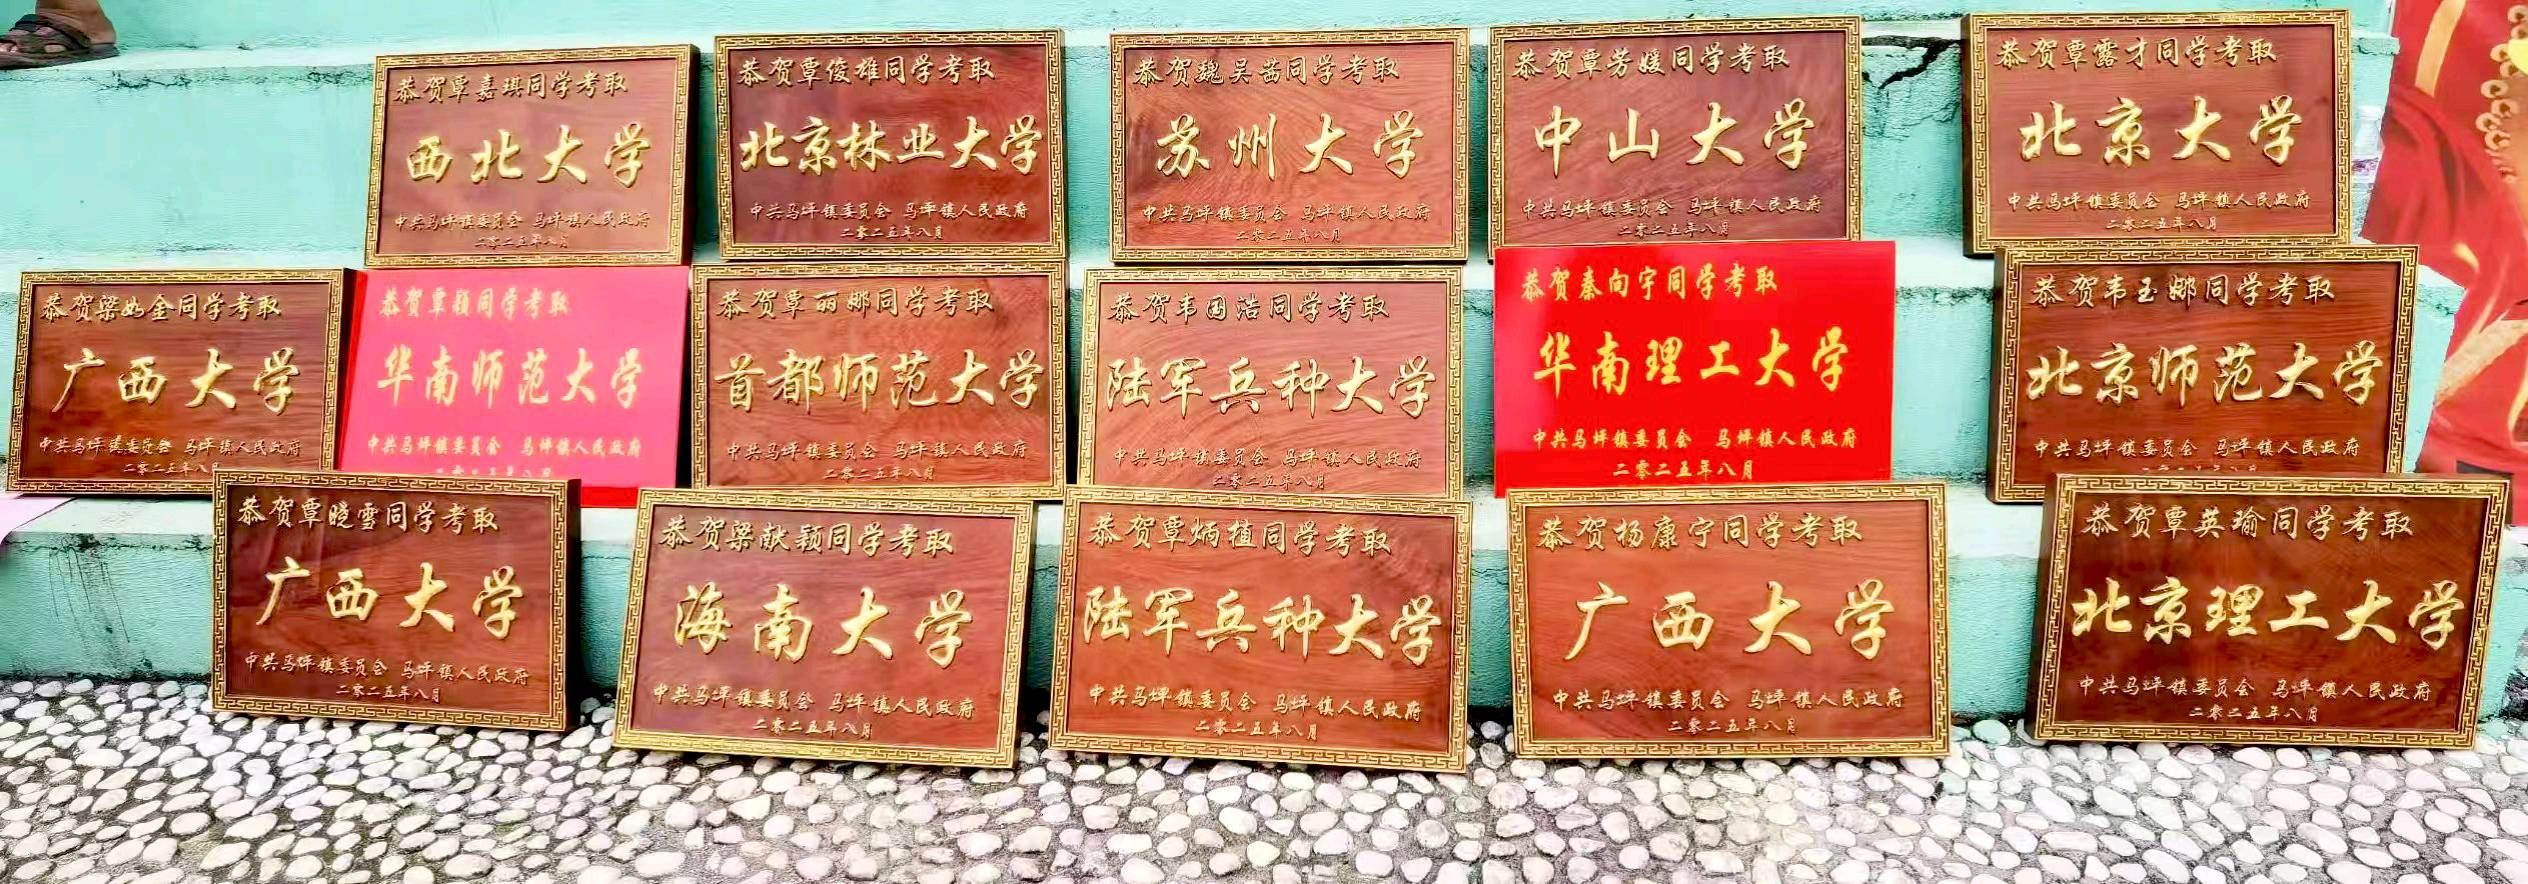 恭贺覃嘉琪同学考取
西北大学
中共马坪镇委员会 马坪镇人民政府
二零二五年八月
恭贺覃俊雄同学考取
北京林业大学
中共马坪镇委员会 马坪镇人民政府
二零二五年八月
恭贺魏吴茜同学考取
苏州大学
中共马坪镇委员会 马坪镇人民政府
二零二五年八月
恭贺覃芳媛同学考取
中山大学
中共马坪镇委员会 马坪镇人民政府
二零二五年八月
恭贺覃露才同学考取
北京大学
中共马坪镇委员会 马坪镇人民政府
二零二五年八月
恭贺梁如金同学考取
广西大学
中共马坪镇委员会 马坪镇人民政府
二零二五年八月
恭贺覃颖同学考取
华南师范大学
中共马坪镇委员会 马坪镇人民政府
二零二五年八月
恭贺覃丽娜同学考取
首都师范大学
中共马坪镇委员会 马坪镇人民政府
二零二五年八月
恭贺韦国浩同学考取
陆军兵种大学
中共马坪镇委员会 马坪镇人民政府
二零二五年八月
恭贺秦向宇同学考取
华南理工大学
中共马坪镇委员会 马坪镇人民政府
二零二五年八月
恭贺韦玉娜同学考取
北京师范大学
中共马坪镇委员会 马坪镇人民政府
恭贺覃晓雪同学考取
广西大学
中共马坪镇委员会 马坪镇人民政府
二零二五年八月
恭贺梁献颖同学考取
海南大学
中共马坪镇委员会 马坪镇人民政府
二零二五年八月
恭贺覃炳植同学考取
陆军兵种大学
中共马坪镇委员会 马坪镇人民政府
二零二五年八月
恭贺杨康宁同学考取
广西大学
中共马坪镇委员会 马坪镇人民政府
二零二五年八月
恭贺覃英瑜同学考取
北京理工大学
中共马坪镇委员会 马坪镇人民政府
二零二五年八月